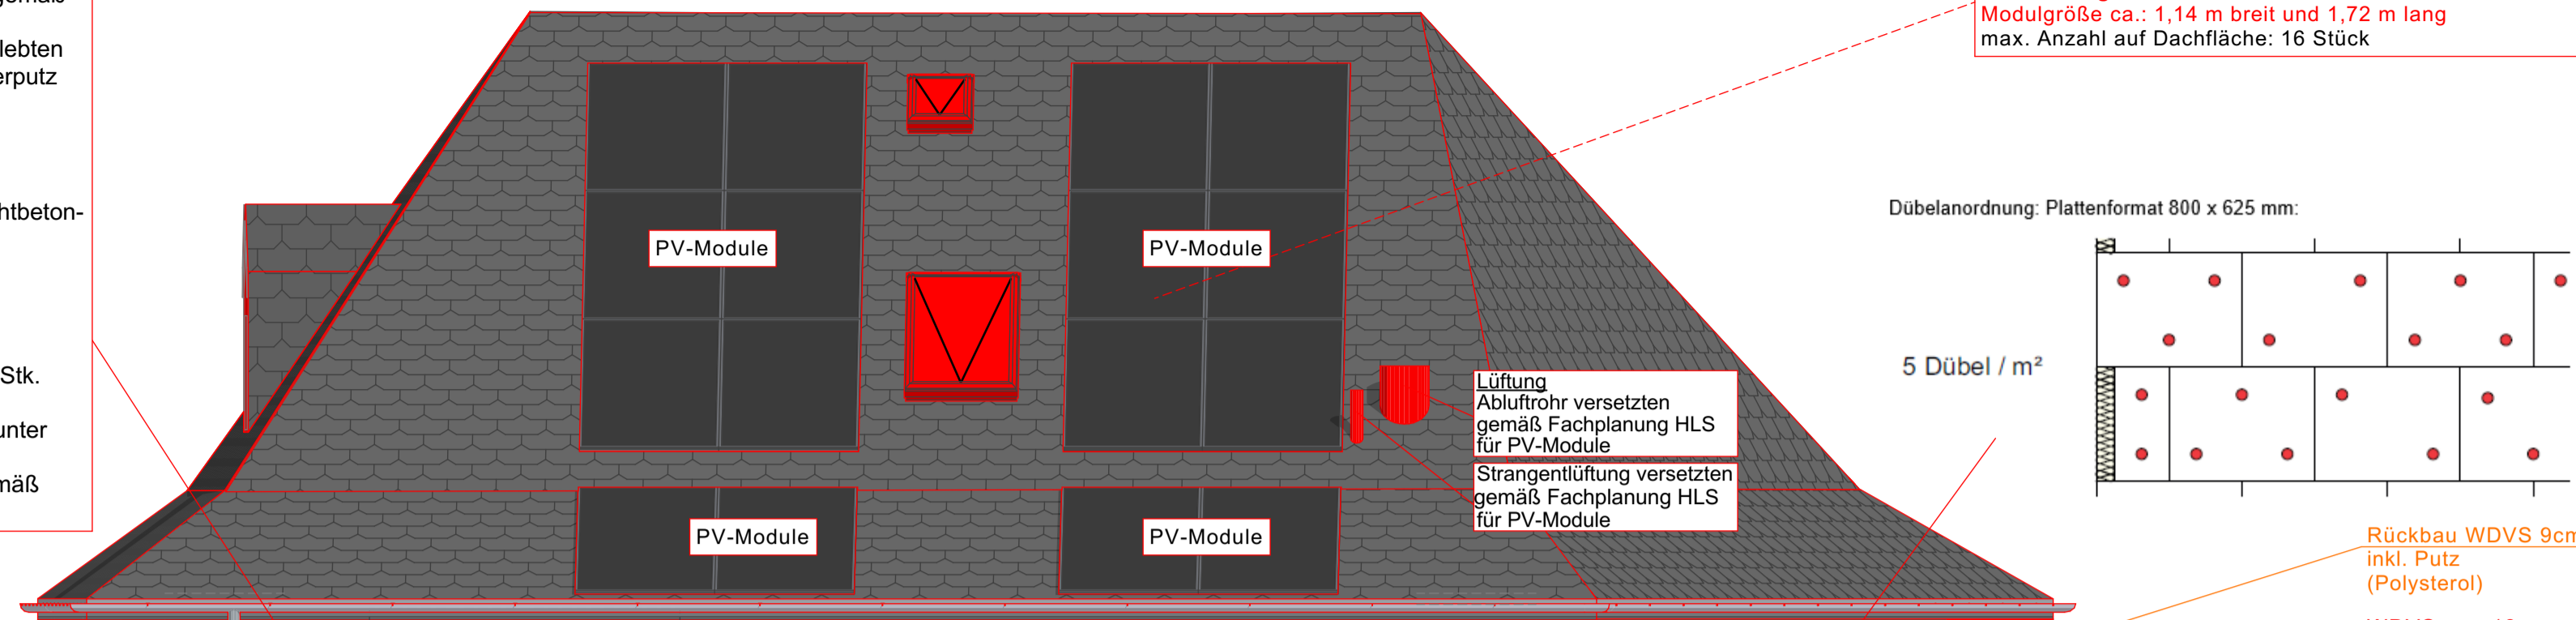 lebten
erputz
htbeton-
Stk.
unter
mäß
PV-Module
PV-Module
PV-Module
PV-Module
Lüftung
Abluftrohr versetzten
gemäß Fachplanung HLS
für PV-Module
Strangentlüftung versetzten
gemäß Fachplanung HLS
für PV-Module
Modulgröße ca.: 1,14 m breit und 1,72 m lang
max. Anzahl auf Dachfläche: 16 Stück
Dübelanordnung: Plattenformat 800 x 625 mm:
5 Dübel / m²
Rückbau WDVS 9cm
inkl. Putz
(Polysterol)